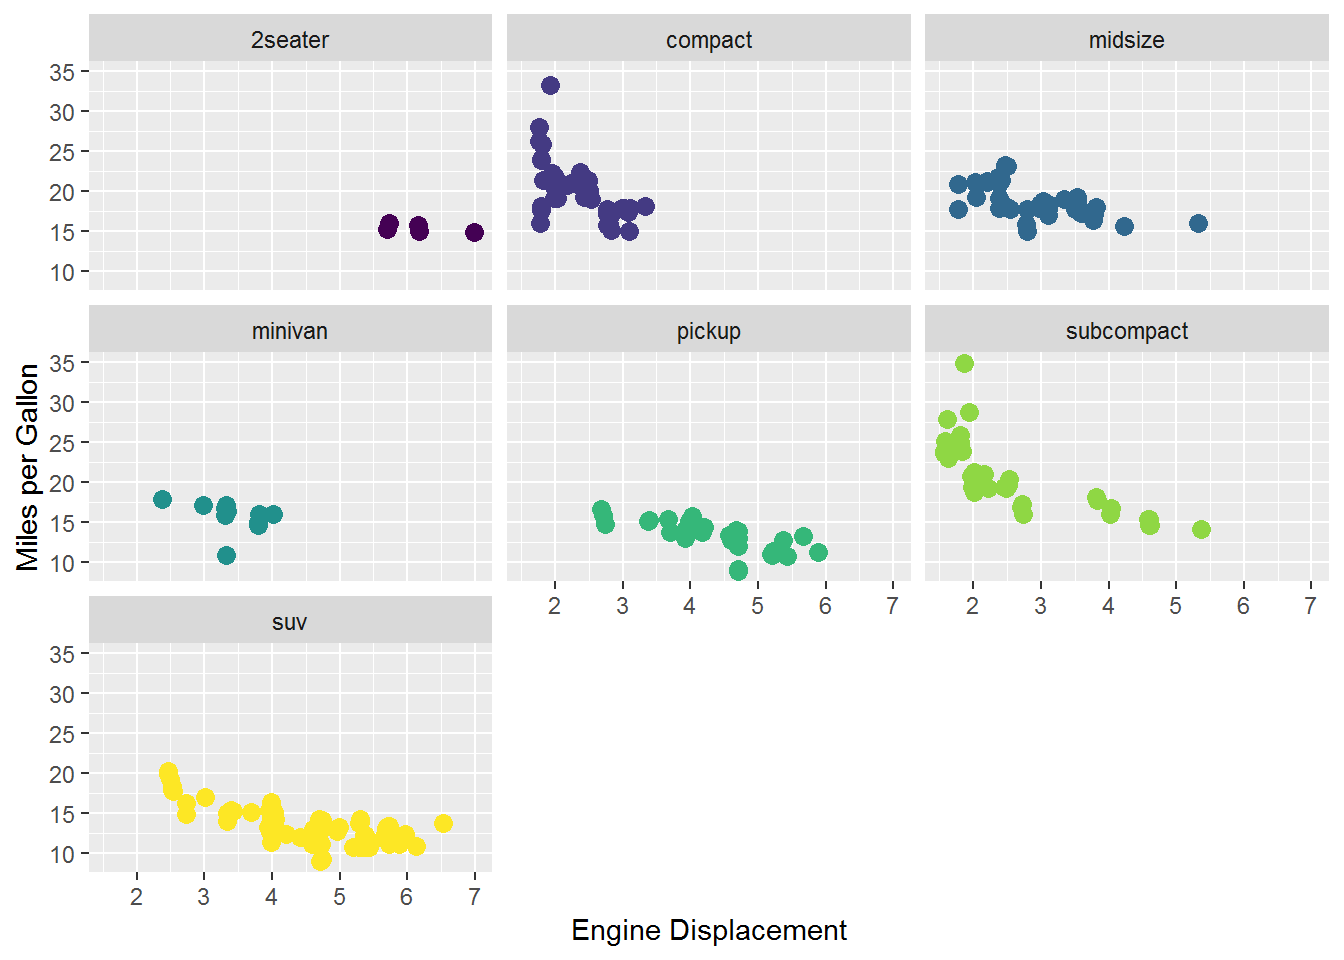 2seater compact midsize
35
30
25
20
15
10
minivan pickup subcompact
35
30
25
20
15
10
2 3 4 5 6 7 2 3 4 5 6 7
suv
35
30
25
20
15
10
2 3 4 5 6 7
Miles per Gallon
Engine Displacement